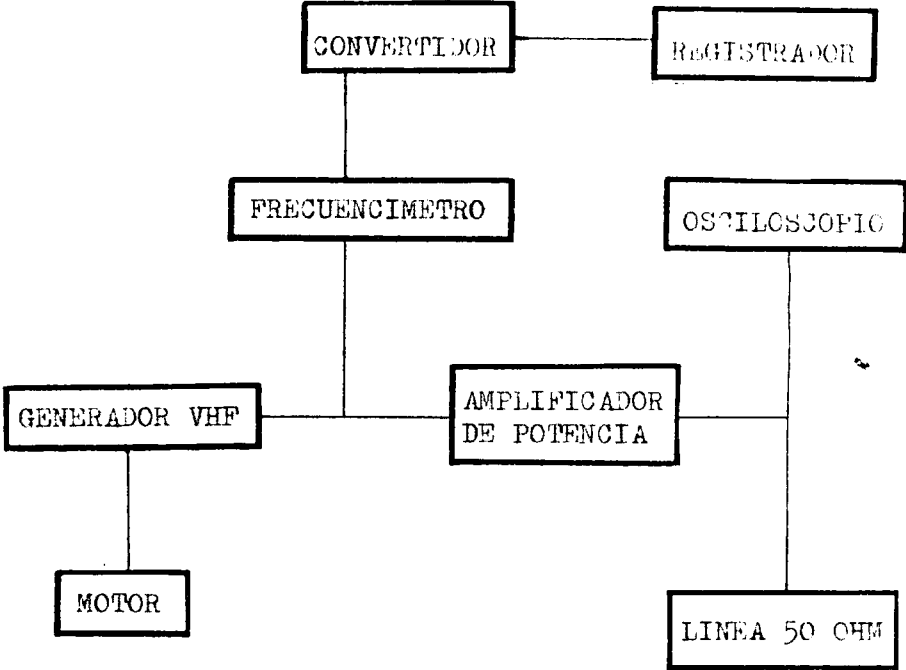 CONVERTIDOR
REGISTRADOR
FRECUENCIMETRO
OSCILOSCOPIO
GENERADOR VHF
AMPLIFICADOR
DE POTENCIA
MOTOR
LINEA 50 OHM